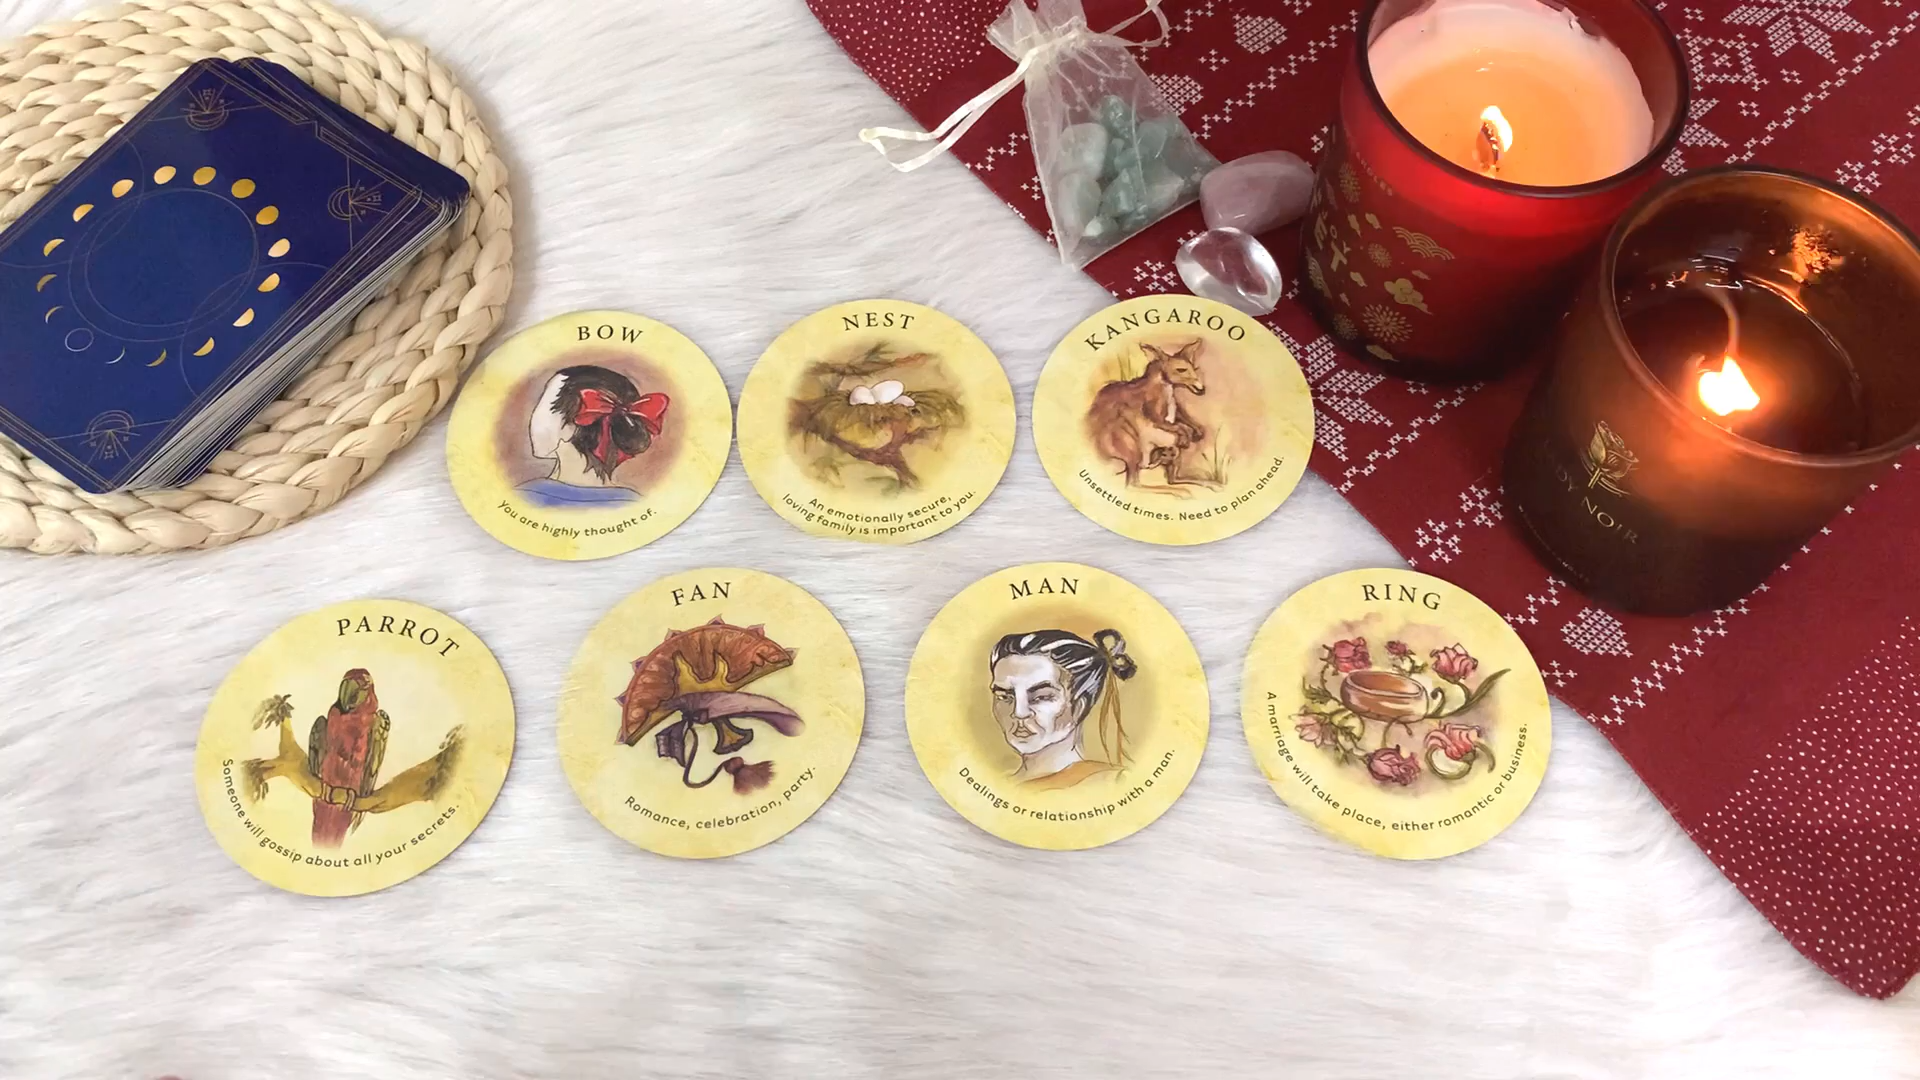 BOW
you are highly thought of.
NEST
An emotionally secure,
loving family is important to you.
KANGAROO
Unsettled times. Need to plan ahead.
PARROT
Someone will gossip about all your secrets.
FAN
Romance, celebration, party.
MAN
Dealings or relationship with a man.
RING
A marriage will take place, either romantic or business.
NOIR